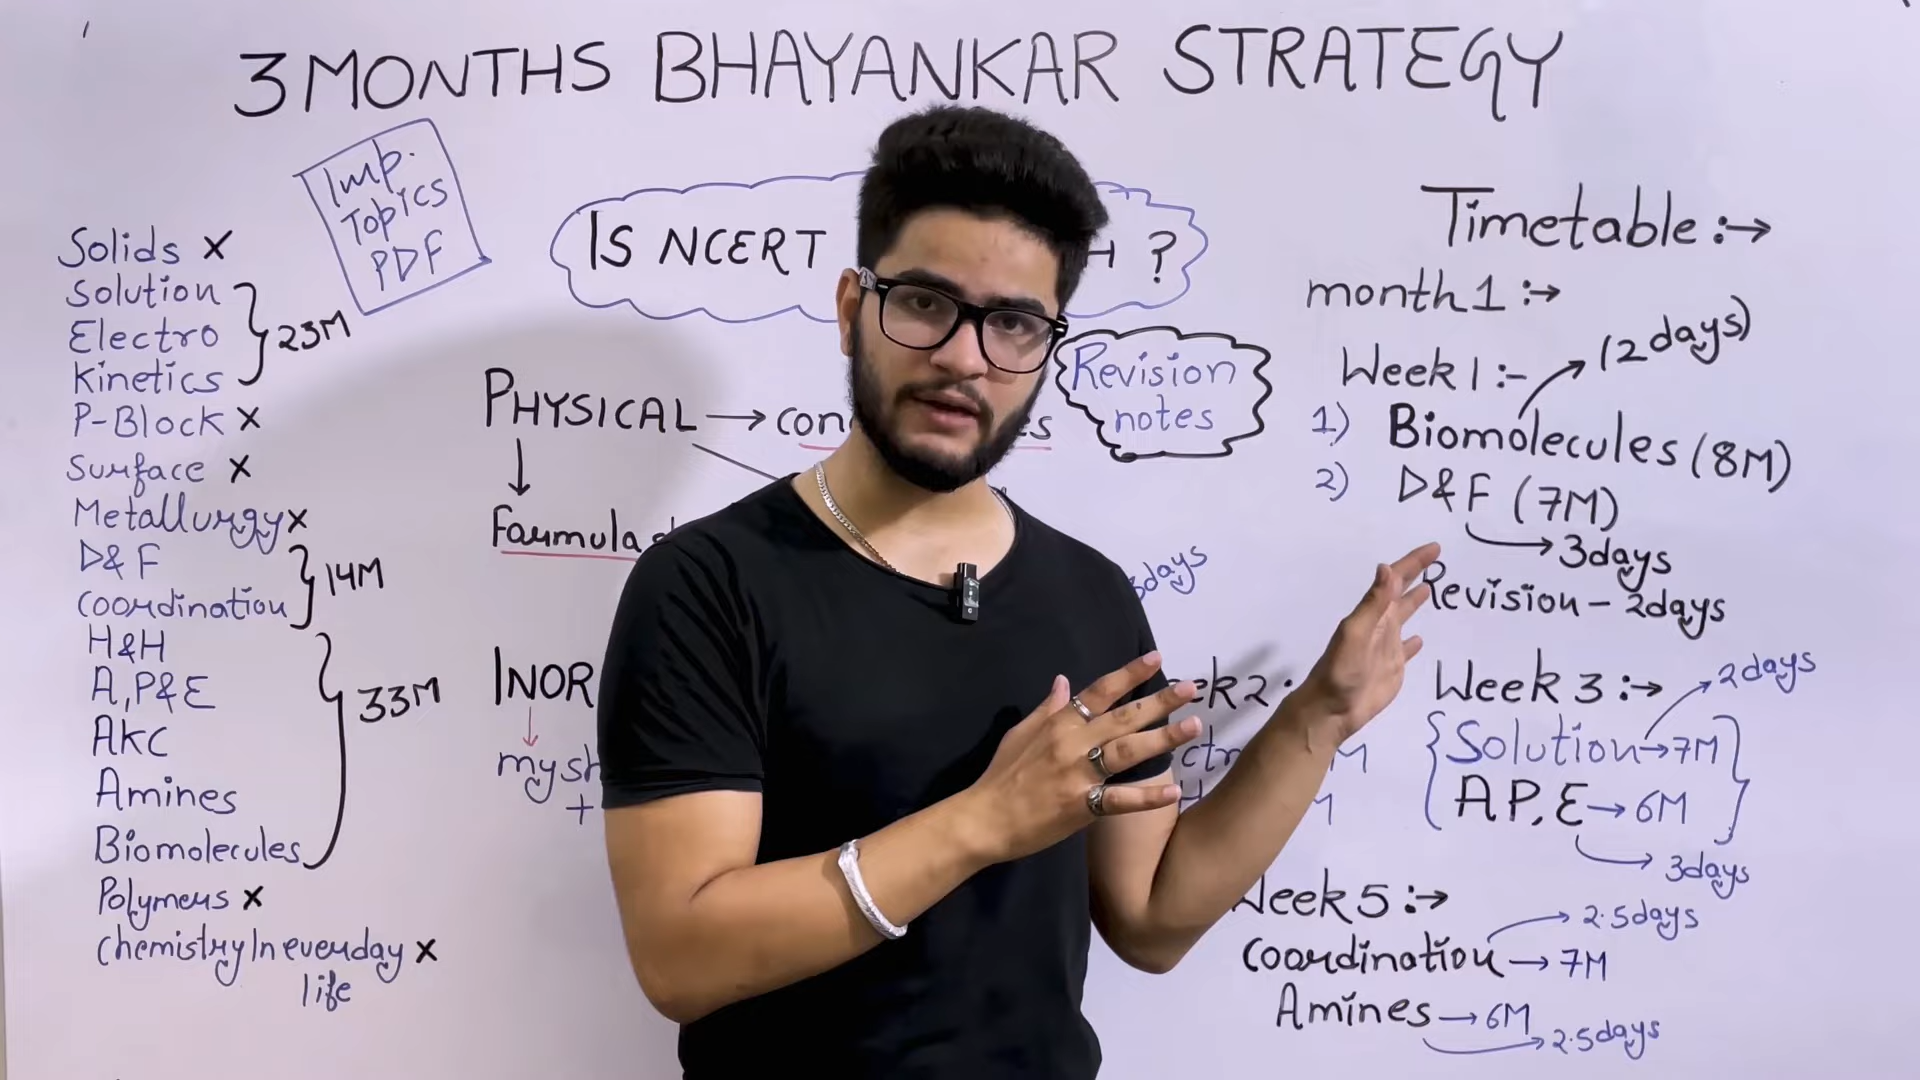 3 MONTHS BHAYANKAR STRATEGY
Imp.
Topics
PDF
Solids ×
Solution
Electro
Kinetics
23M
P-Block ×
Surface ×
Metallurgy ×
D&F
Coordination
14M
H&H
A,P&E
AKC
Amines
Biomolecules
33M
Polymers ×
Chemistry In everday ×
life
IS NCERT ?
PHYSICAL →
Formula
Revision
notes
INOR
my
+
3days
Timetable :→
month 1 :→
Week 1 :-
(2 days)
1) Biomolecules (8M)
2) D&F (7M)
→ 3days
Revision - 2days
Week 3 :→
2days
Solution → 7M
A P, E → 6M
3days
Week 5 :→
2.5days
Coordination → 7M
Amines → 6M
2.5days